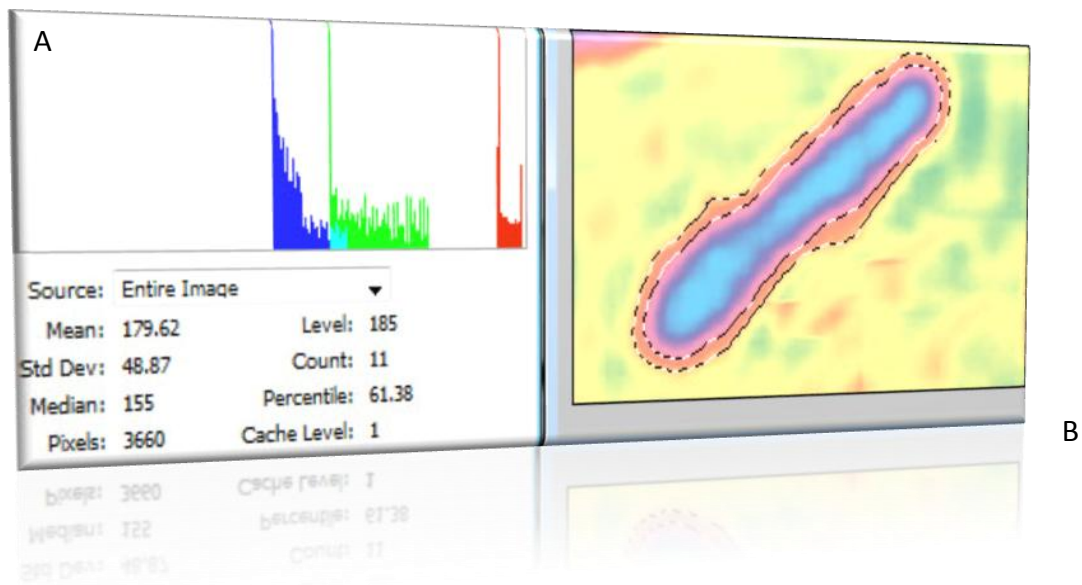 A
Source: Entire Image
Mean: 179.62 Level: 185
Std Dev: 48.87 Count: 11
Median: 155 Percentile: 61.38
Pixels: 3660 Cache Level: 1
B